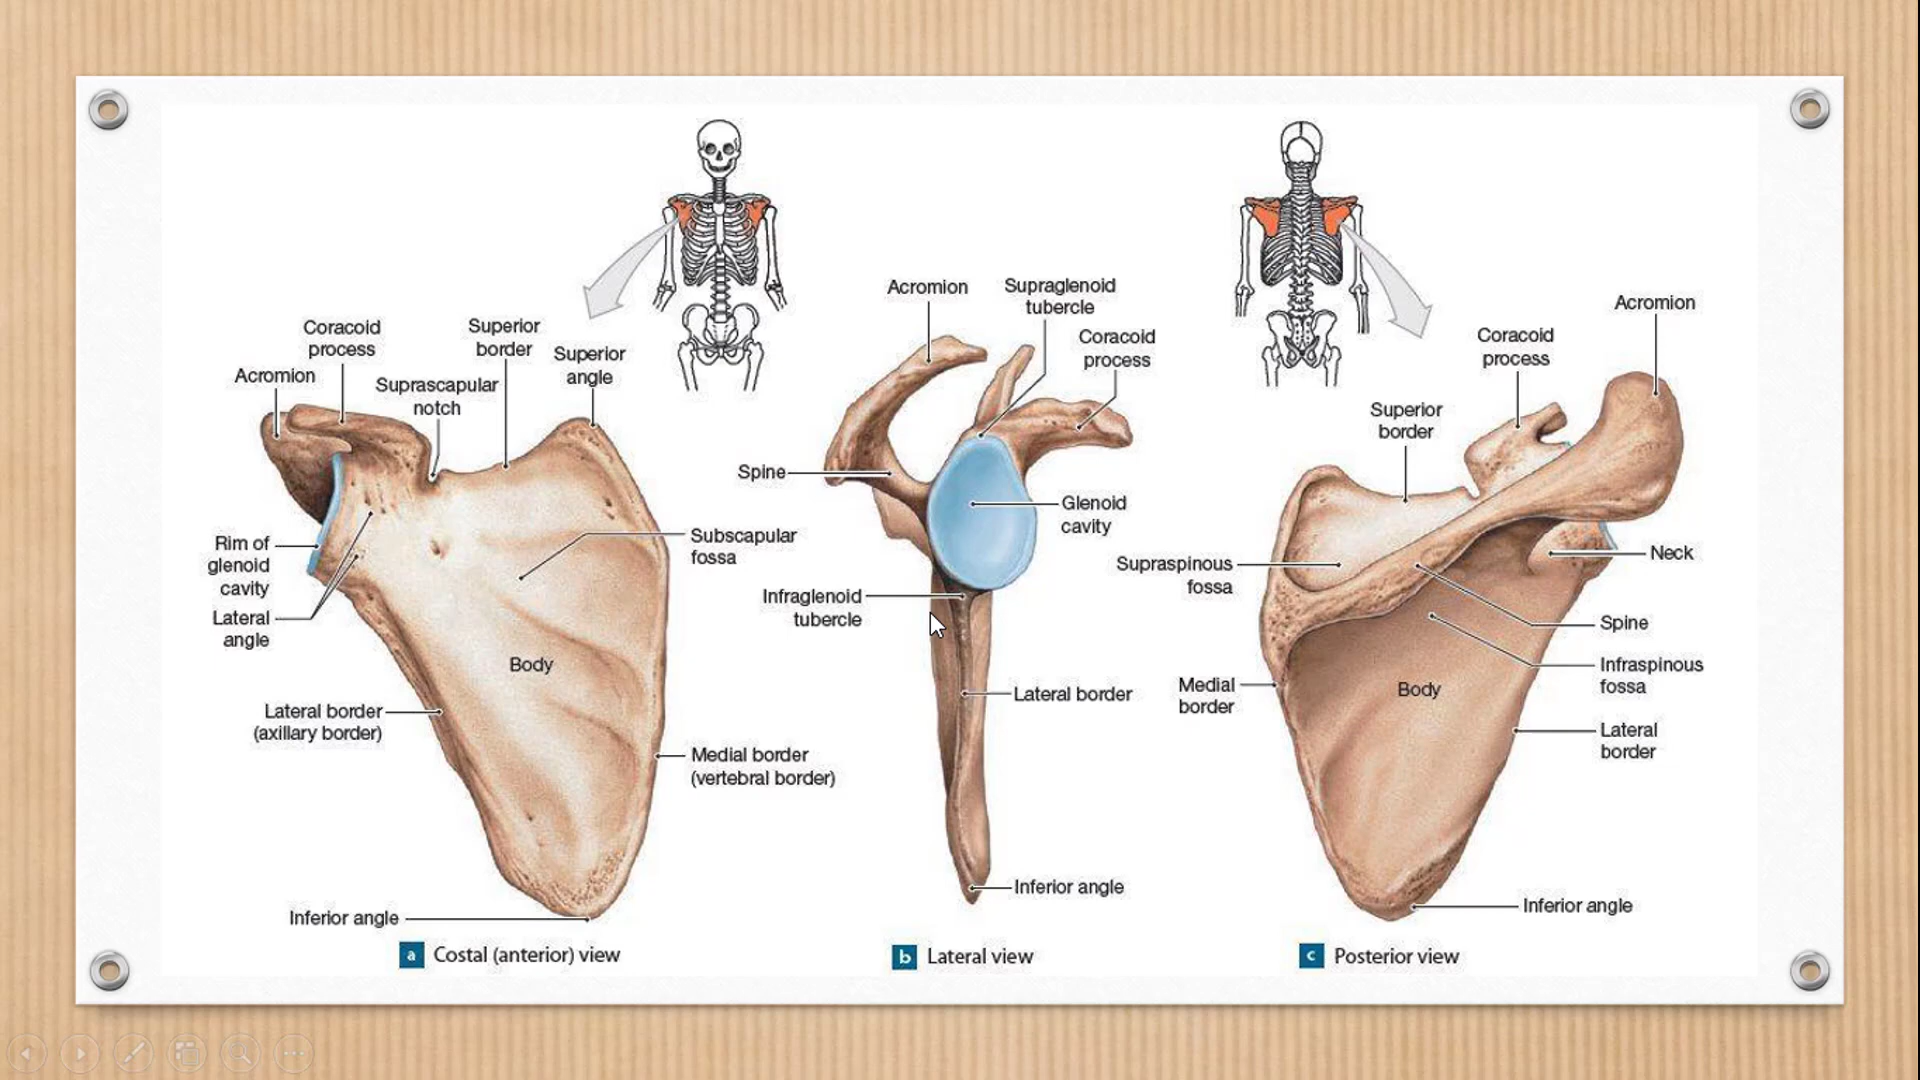 Acromion
Coracoid
process
Suprascapular
notch
Superior
border
Superior
angle
Rim of
glenoid
cavity
Lateral
angle
Subscapular
fossa
Body
Lateral border
(axillary border)
Medial border
(vertebral border)
Inferior angle
a Costal (anterior) view
Acromion
Supraglenoid
tubercle
Coracoid
process
Spine
Glenoid
cavity
Infraglenoid
tubercle
Lateral border
Inferior angle
b Lateral view
Acromion
Coracoid
process
Superior
border
Supraspinous
fossa
Neck
Spine
Infraspinous
fossa
Body
Medial
border
Lateral
border
Inferior angle
c Posterior view